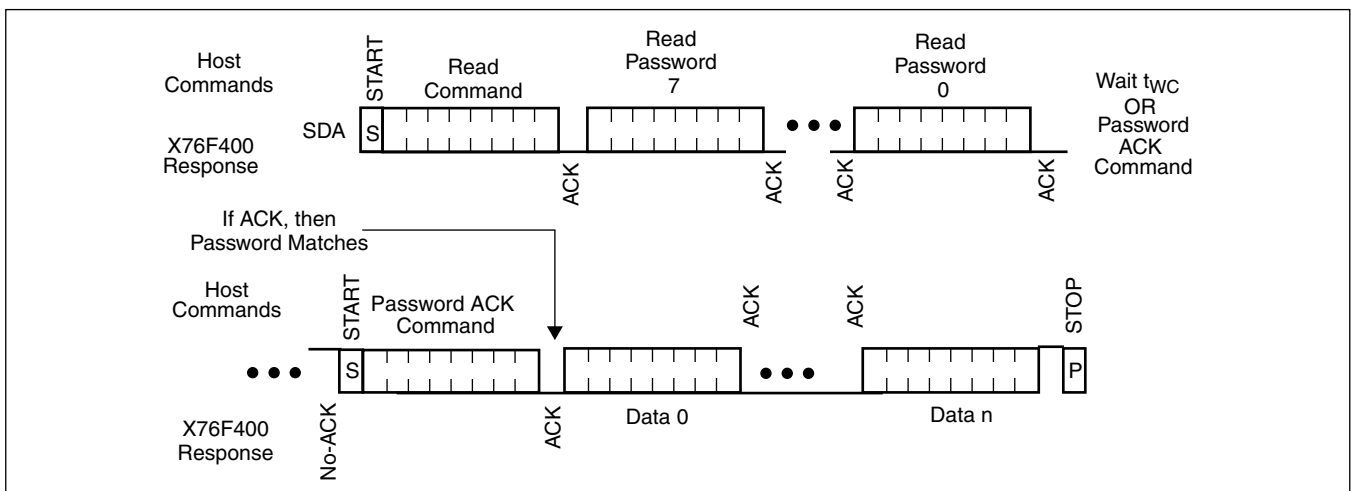 Host
Commands
START
Read
Command
Read
Password
7
Read
Password
0
Wait tWC
OR
Password
ACK
Command
SDA
S
X76F400
Response
ACK
ACK
ACK
ACK
If ACK, then
Password Matches
Host
Commands
START
Password ACK
Command
ACK
ACK
STOP
S
P
X76F400
Response
No-ACK
ACK
Data 0
Data n